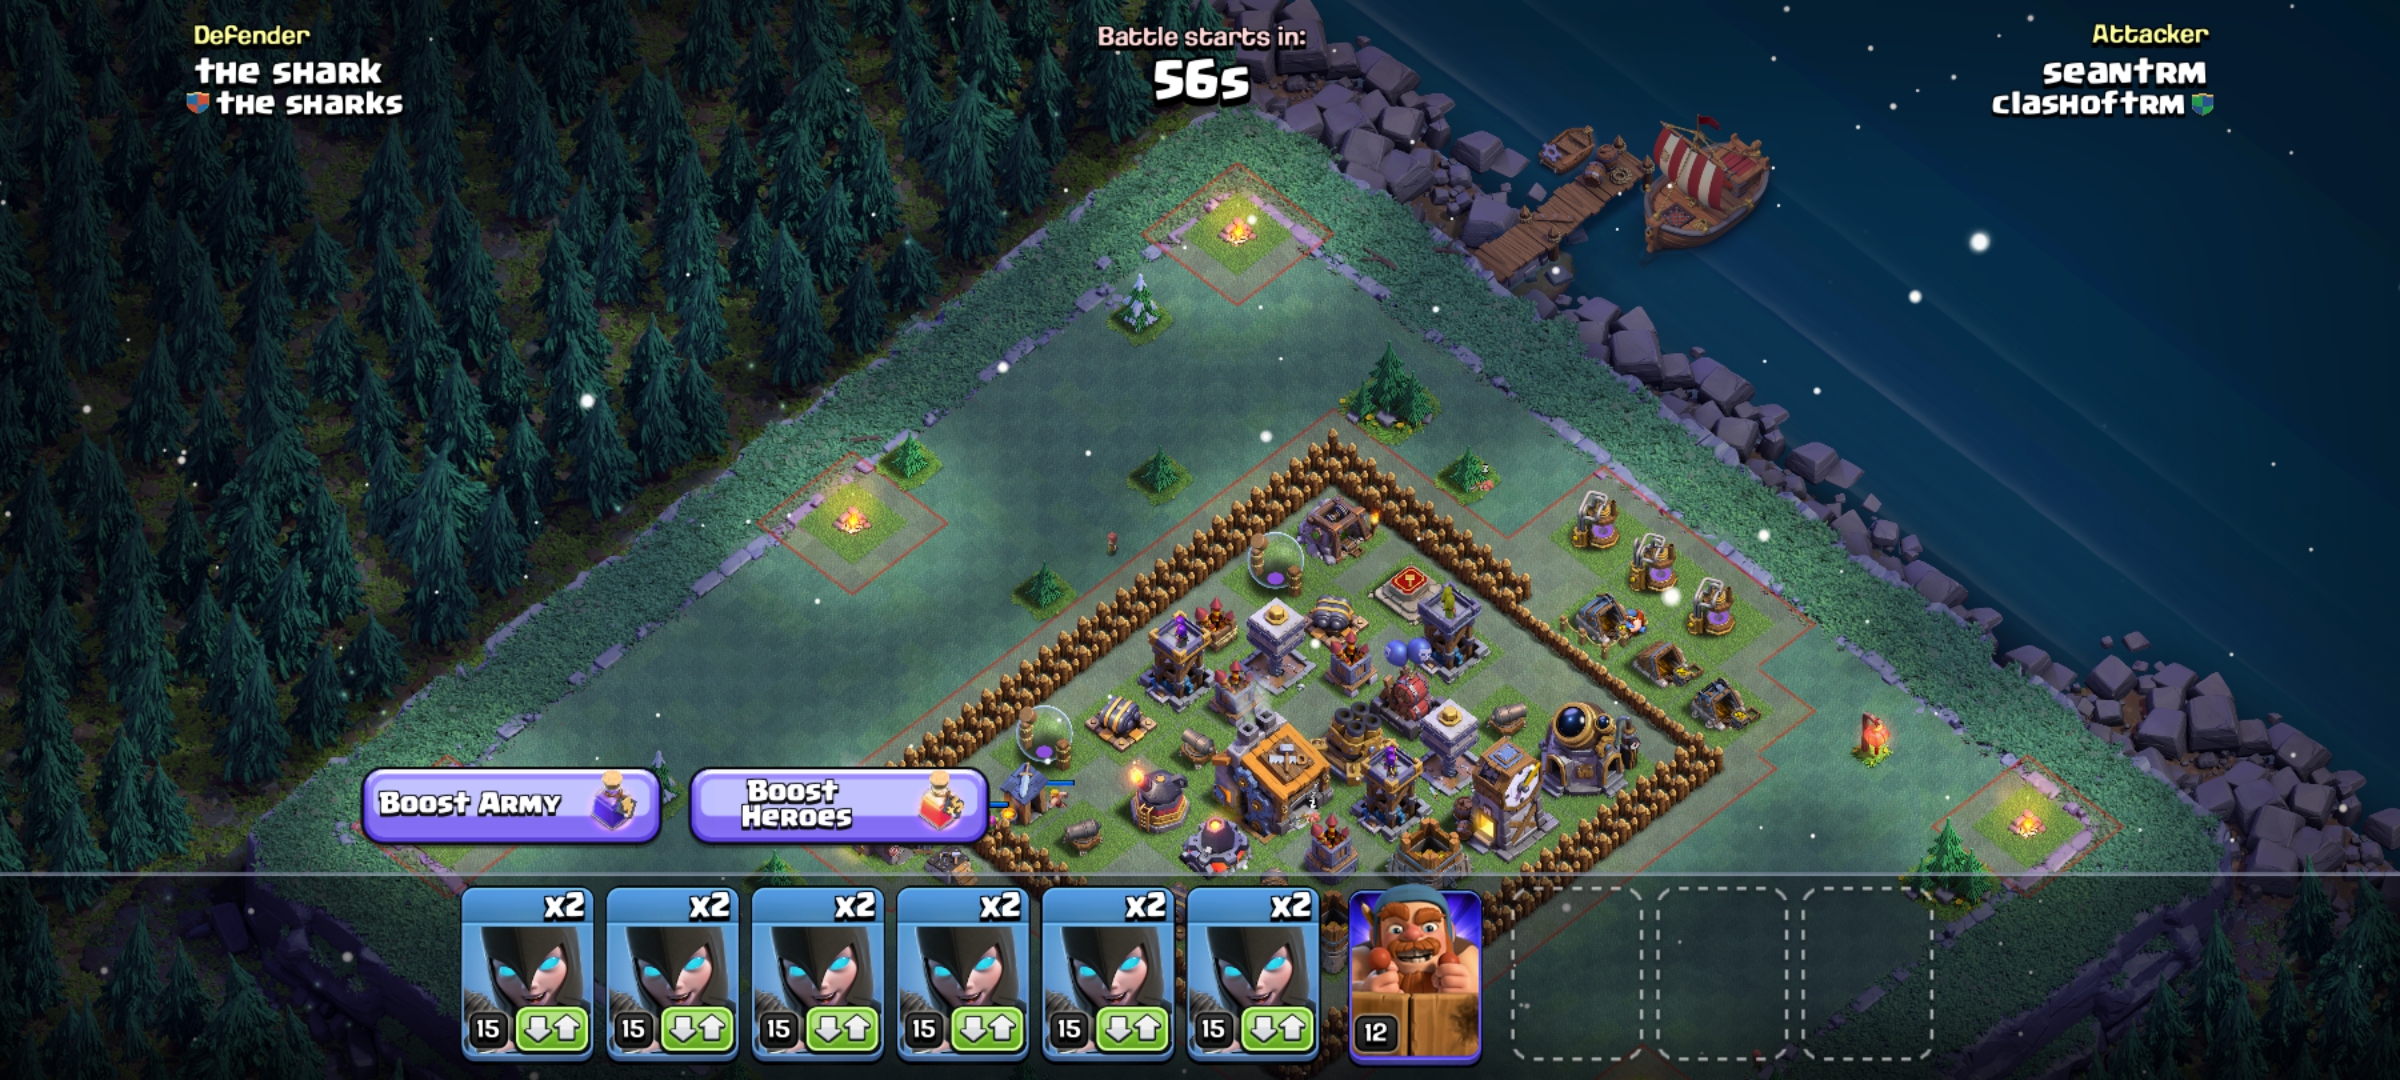 Defender
the shark
the sharks
Battle starts in:
56s
Attacker
seantrm
clashoftrm
Boost Army
Boost
Heroes
x2
x2
x2
x2
x2
x2
15
15
15
15
15
15
12